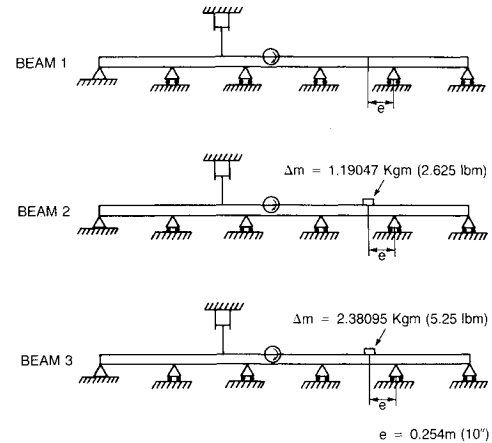 BEAM 1
e
Δm = 1.19047 Kgm (2.625 lbm)
BEAM 2
e
Δm = 2.38095 Kgm (5.25 lbm)
BEAM 3
e
e = 0.254m (10")